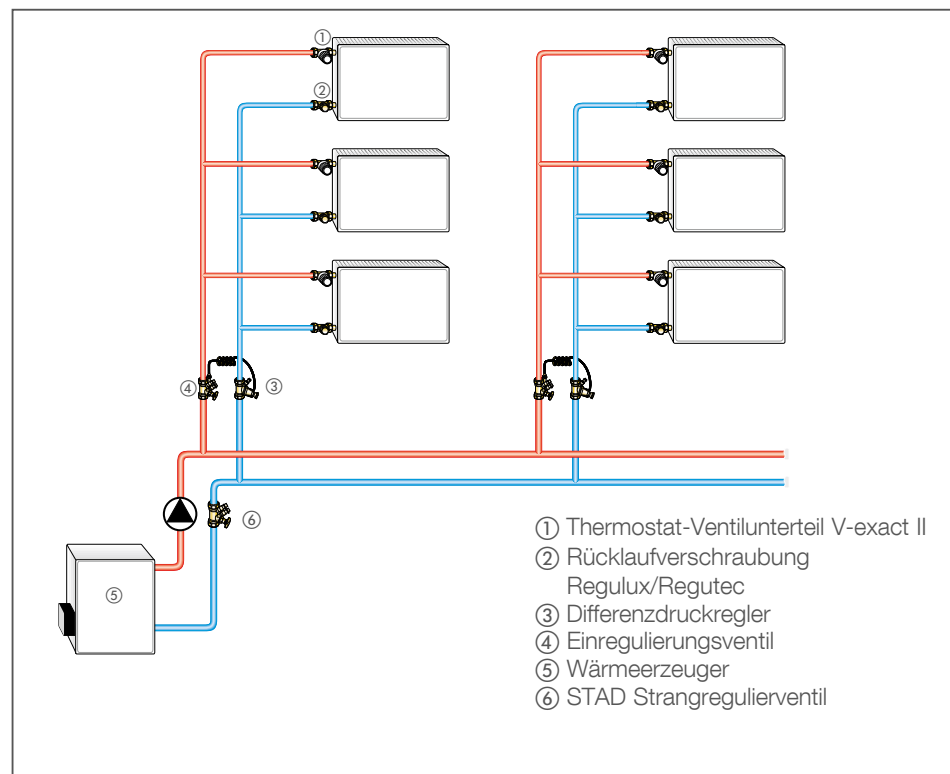 ①
②
④
③
⑥
⑤
① Thermostat-Ventilunterteil V-exact II
② Rücklaufverschraubung
Regulux/Regutec
③ Differenzdruckregler
④ Einregulierungsventil
⑤ Wärmeerzeuger
⑥ STAD Strangregulierventil